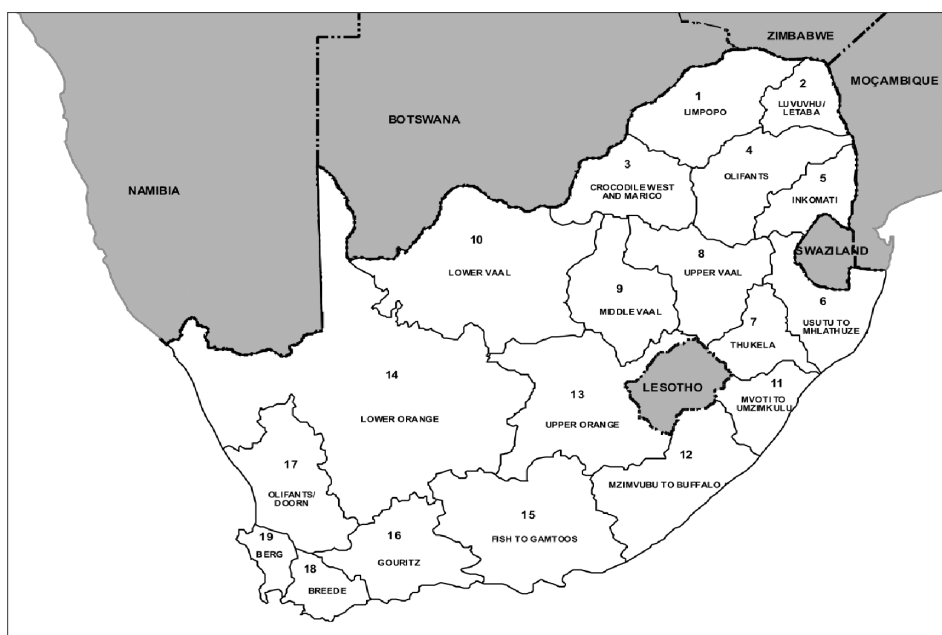 ZIMBABWE
MOÇAMBIQUE
BOTSWANA
NAMIBIA
1
LIMPOPO
2
LUVUVHU/
LETABA
3
CROCODILE WEST
AND MARICO
4
OLIFANTS
5
INKOMATI
SWAZILAND
10
LOWER VAAL
8
UPPER VAAL
9
MIDDLE VAAL
6
USUTU TO
MHLATHUZE
7
THUKELA
14
LOWER ORANGE
13
UPPER ORANGE
LESOTHO
11
MVOTI TO
UMZIMKULU
12
MZIMVUBU TO BUFFALO
17
OLIFANTS/
DOORN
15
FISH TO GAMTOOS
16
GOURITZ
19
BERG
18
BREEDE